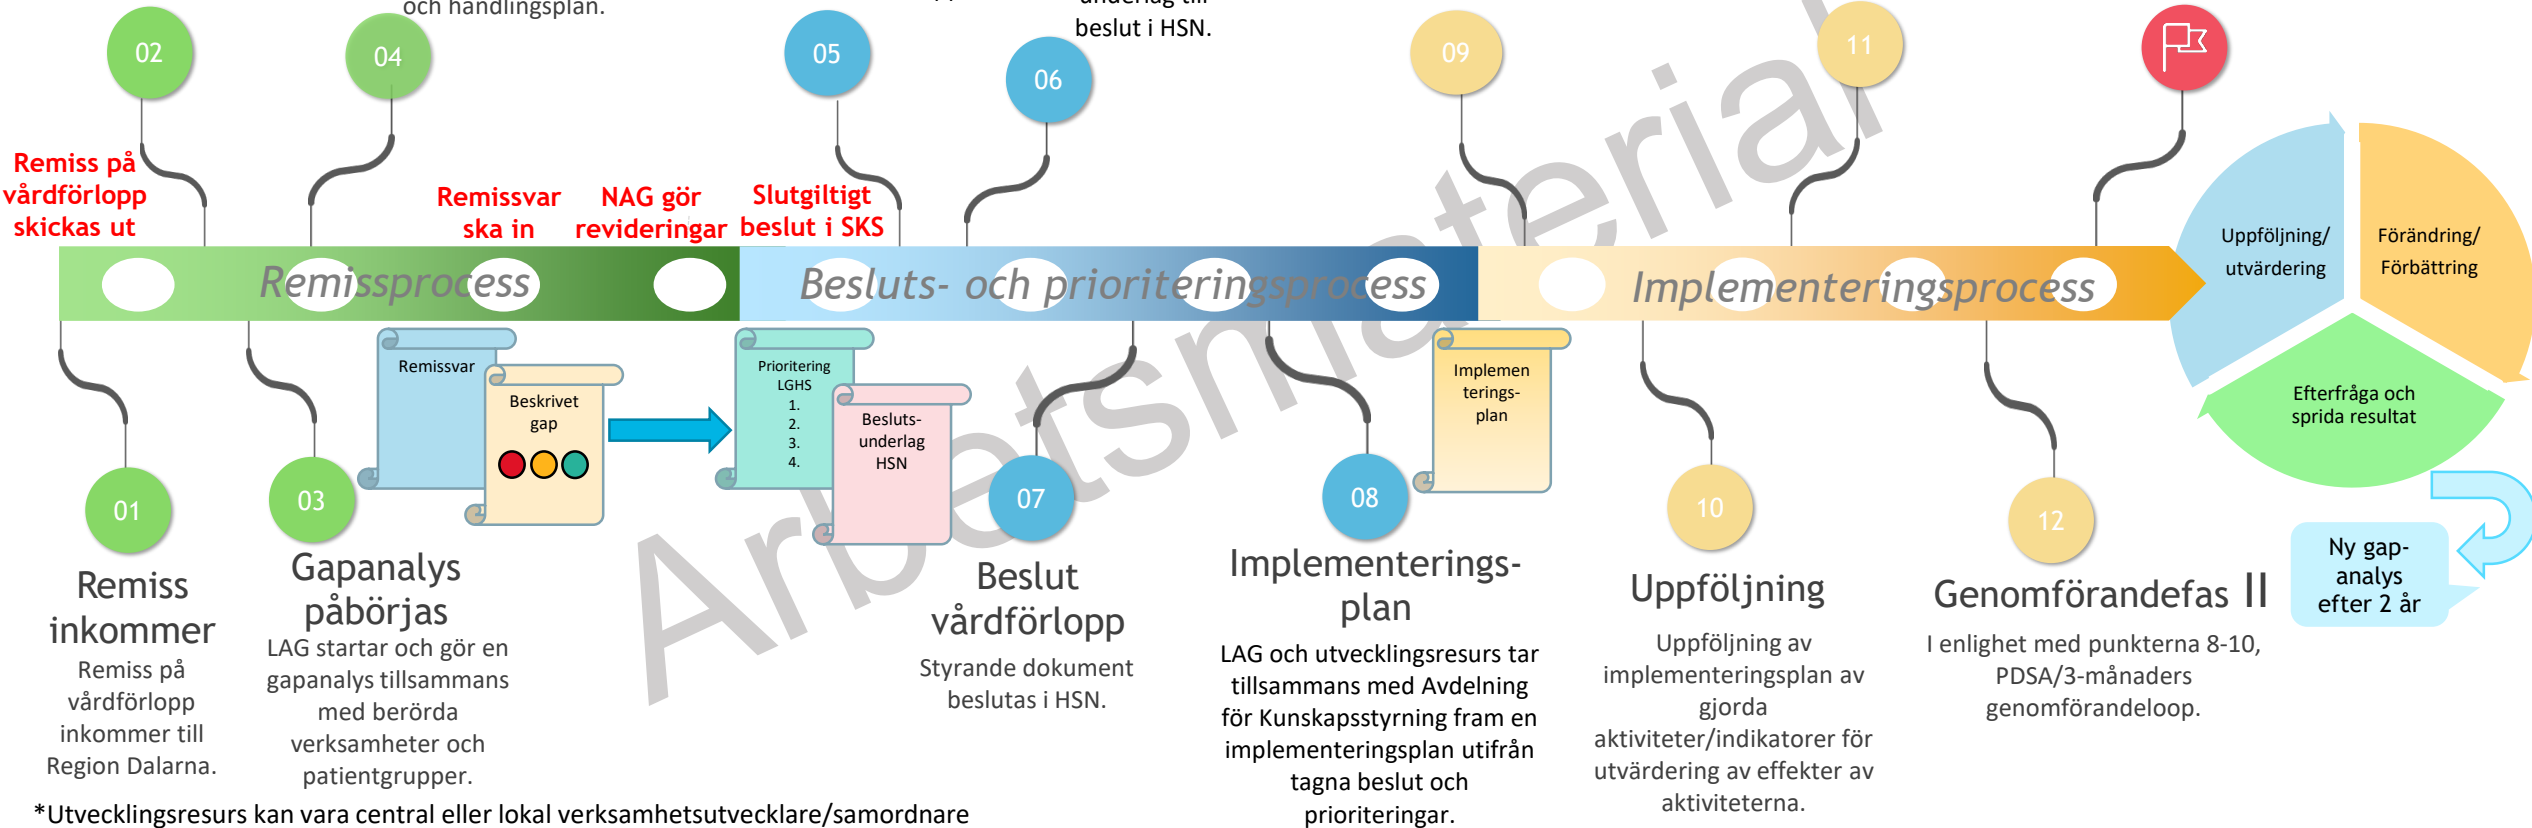 och handlingsplan.
underlag till
beslut i HSN.
02
04
05
06
09
11
Remiss på
vårdförlopp
skickas ut
Remissvar
ska in
NAG gör
revideringar
Slutgiltigt
beslut i SKS
Remissprocess
Besluts- och prioriteringsprocess
Implementeringsprocess
Uppföljning/
utvärdering
Förändring/
Förbättring
Efterfråga och
sprida resultat
Remissvar
Beskrivet
gap
Prioritering
LGHS
1.
2.
3.
4.
Besluts-
underlag
HSN
Implemen
terings-
plan
01
03
07
08
10
12
Remiss
inkommer
Remiss på
vårdförlopp
inkommer till
Region Dalarna.
Gapanalys
påbörjas
LAG startar och gör en
gapanalys tillsammans
med berörda
verksamheter och
patientgrupper.
Beslut
vårdförlopp
Styrande dokument
beslutas i HSN.
Implementerings-
plan
LAG och utvecklingsresurs tar
tillsammans med Avdelning
för Kunskapsstyrning fram en
implementeringsplan utifrån
tagna beslut och
prioriteringar.
Uppföljning
Uppföljning av
implementeringsplan av
gjorda
aktiviteter/indikatorer för
utvärdering av effekter av
aktiviteterna.
Genomförandefas II
I enlighet med punkterna 8-10,
PDSA/3-månaders
genomförandeloop.
Ny gap-
analys
efter 2 år
*Utvecklingsresurs kan vara central eller lokal verksamhetsutvecklare/samordnare
Arbetsmaterial